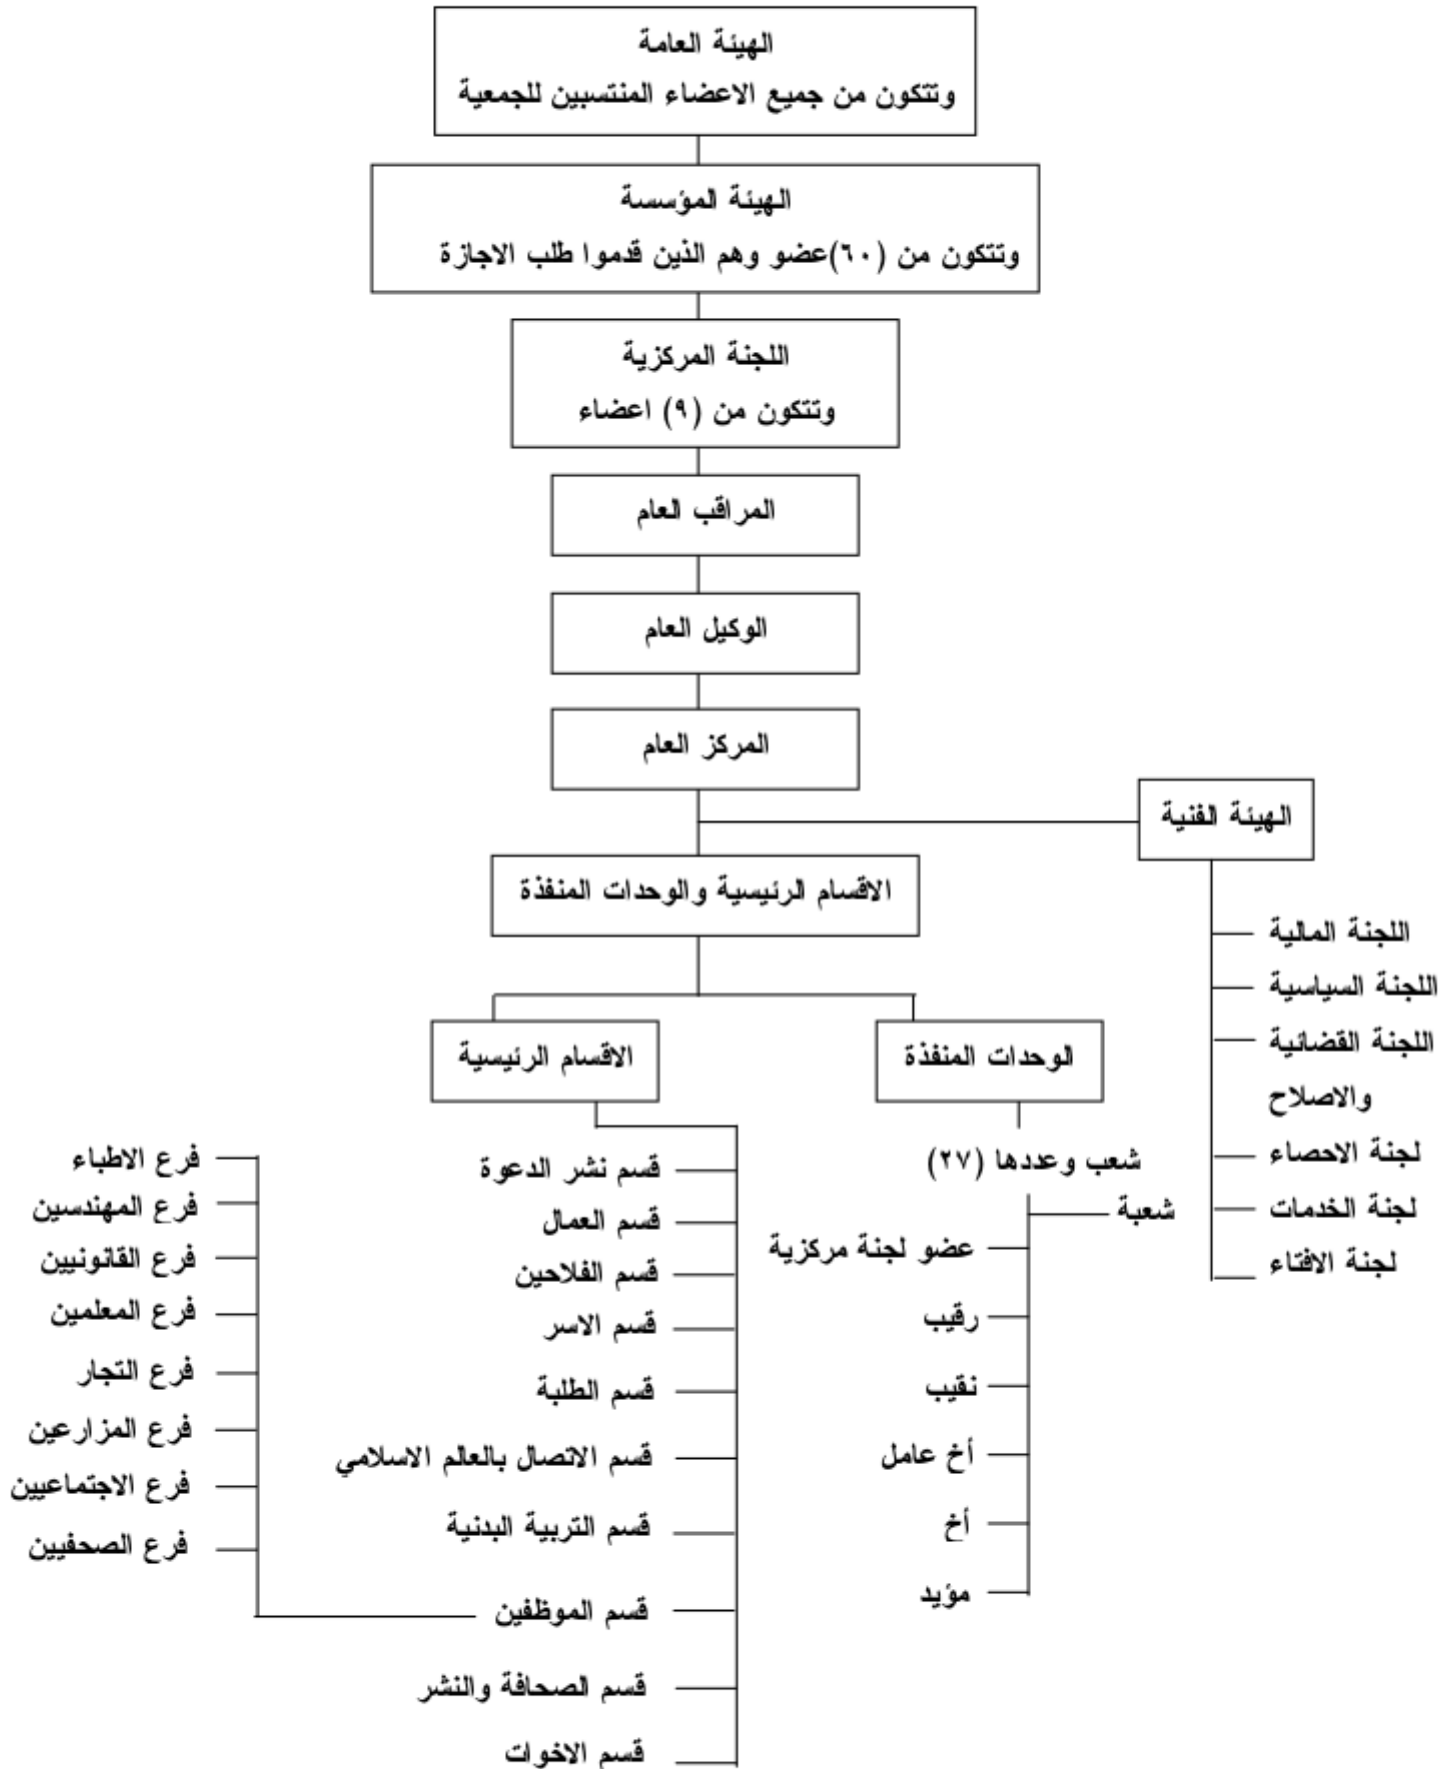 الهيئة العامة
وتتكون من جميع الاعضاء المنتسبين للجمعية
الهيئة المؤسسة
وتتكون من (٦٠)عضو وهم الذين قدموا طلب الاجازة
اللجنة المركزية
وتتكون من (٩) اعضاء
المراقب العام
الوكيل العام
المركز العام
الهيئة الفنية
اللجنة المالية
اللجنة السياسية
اللجنة القضائية
والاصلاح
لجنة الاحصاء
لجنة الخدمات
لجنة الافتاء
الاقسام الرئيسية والوحدات المنفذة
الوحدات المنفذة
شعب وعددها (٢٧)
شعبة
عضو لجنة مركزية
رقيب
نقيب
أخ عامل
أخ
مؤيد
الاقسام الرئيسية
قسم نشر الدعوة
قسم العمال
قسم الفلاحين
قسم الاسر
قسم الطلبة
قسم الاتصال بالعالم الاسلامي
قسم التربية البدنية
قسم الموظفين
قسم الصحافة والنشر
قسم الاخوات
فرع الاطباء
فرع المهندسين
فرع القانونيين
فرع المعلمين
فرع التجار
فرع المزارعين
فرع الاجتماعيين
فرع الصحفيين